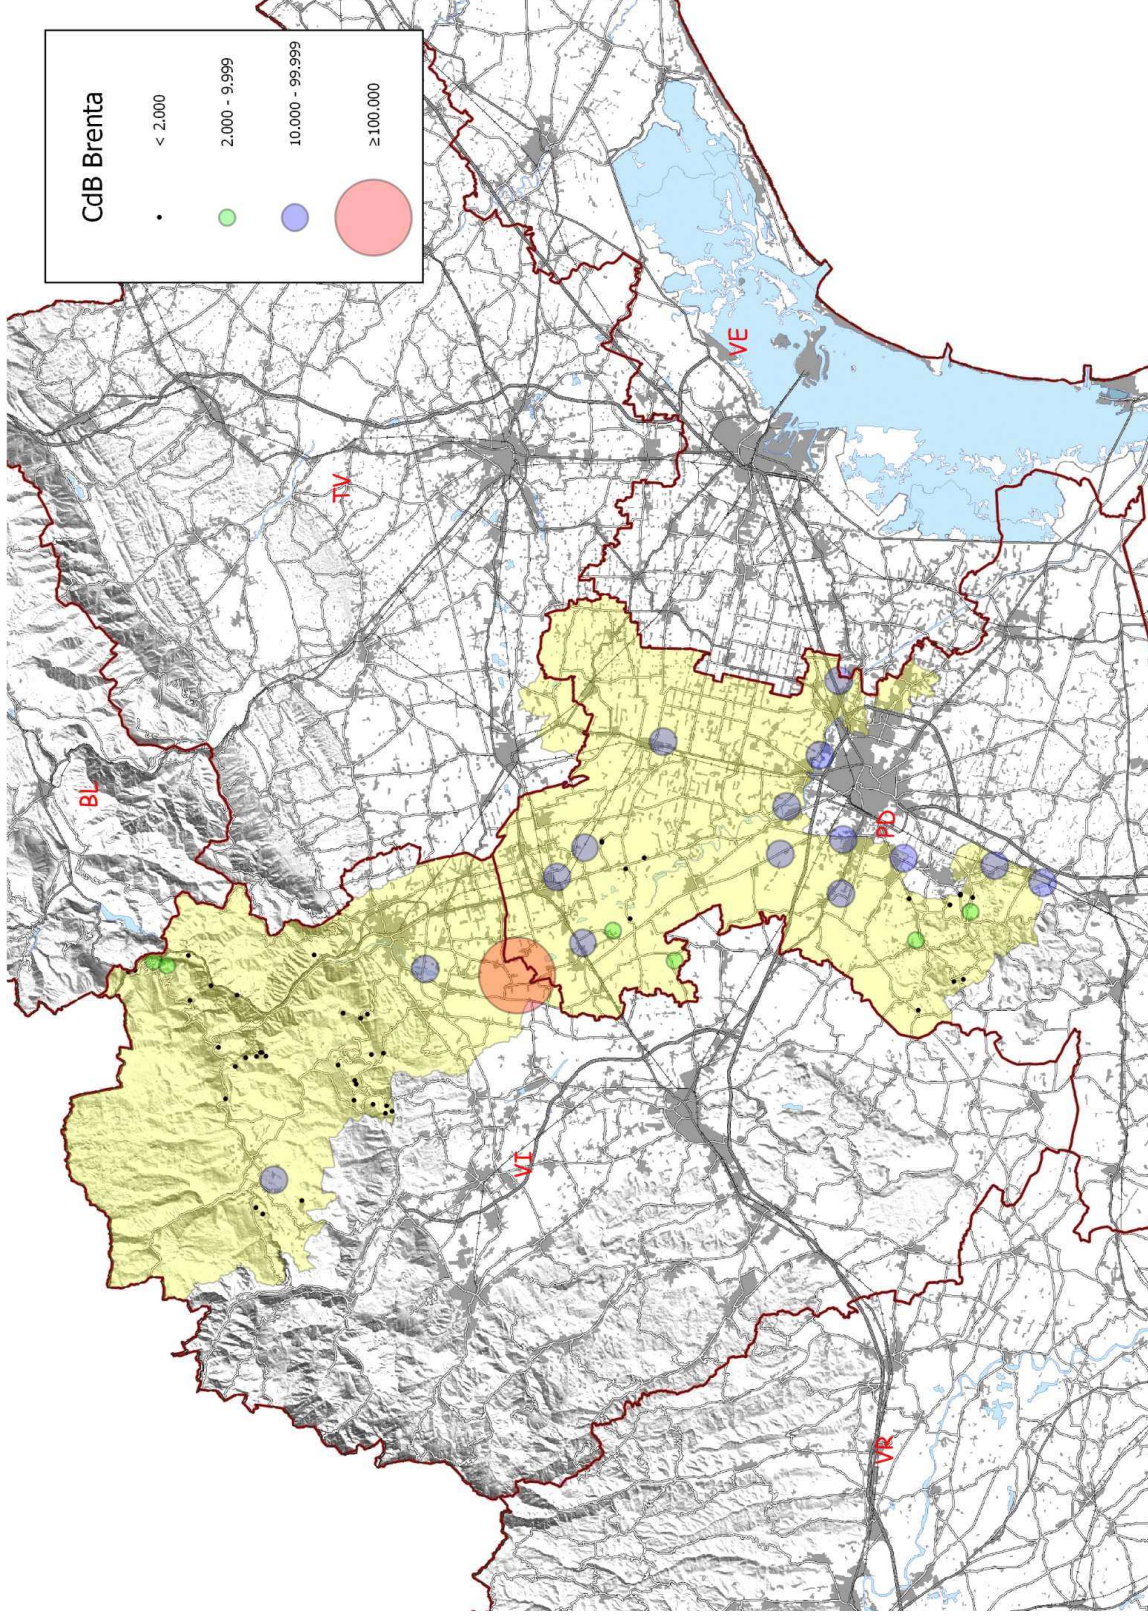 CdB Brenta
< 2.000
2.000 - 9.999
10.000 - 99.999
≥100.000
BL
TV
VE
VI
PD
VR